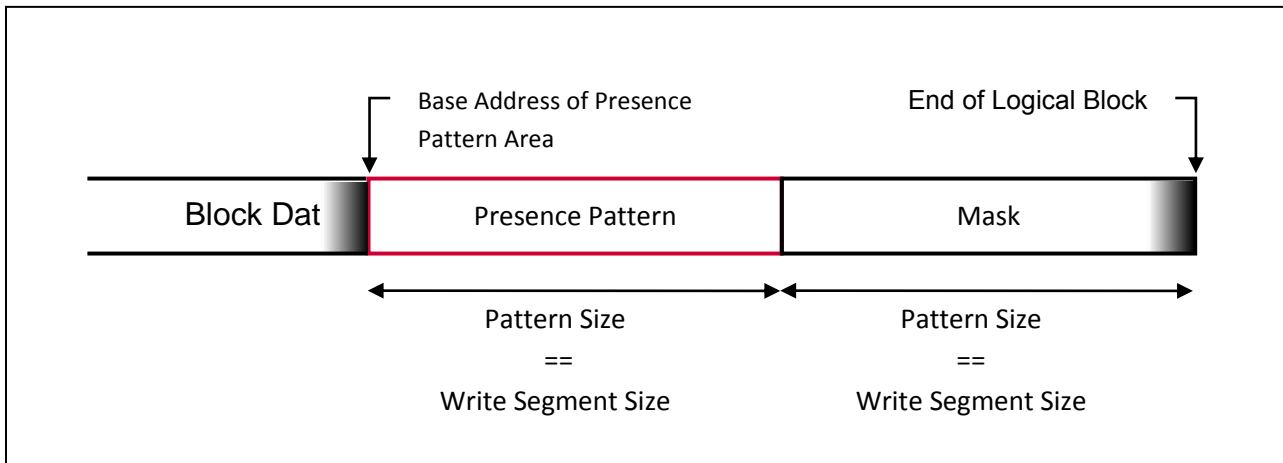 Base Address of Presence
Pattern Area
End of Logical Block
Block Dat
Presence Pattern
Mask
Pattern Size
==
Write Segment Size
Pattern Size
==
Write Segment Size